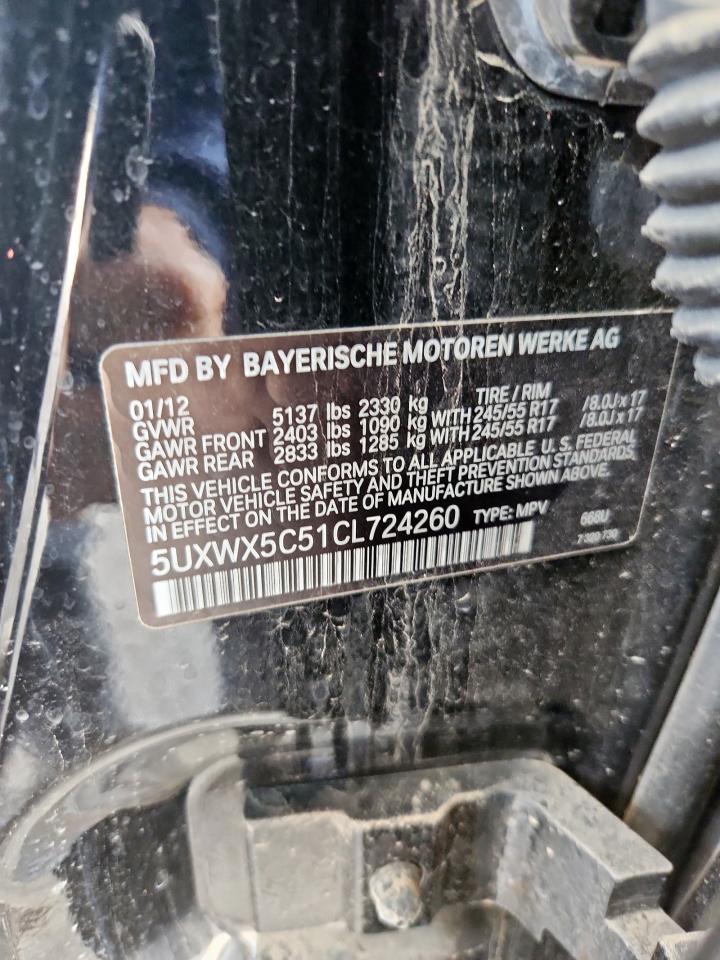 MFD BY BAYERISCHE MOTOREN WERKE AG
01/12 TIRE / RIM
GVWR 5137 lbs 2330 kg
GAWR FRONT 2403 lbs 1090 kg WITH 245/55 R17 /8.0J x 17
GAWR REAR 2833 lbs 1285 kg WITH 245/55 R17 /8.0J x 17
THIS VEHICLE CONFORMS TO ALL APPLICABLE U.S. FEDERAL
MOTOR VEHICLE SAFETY AND THEFT PREVENTION STANDARDS,
IN EFFECT ON THE DATE OF MANUFACTURE SHOWN ABOVE.
5UXWX5C51CL724260 TYPE: MPV